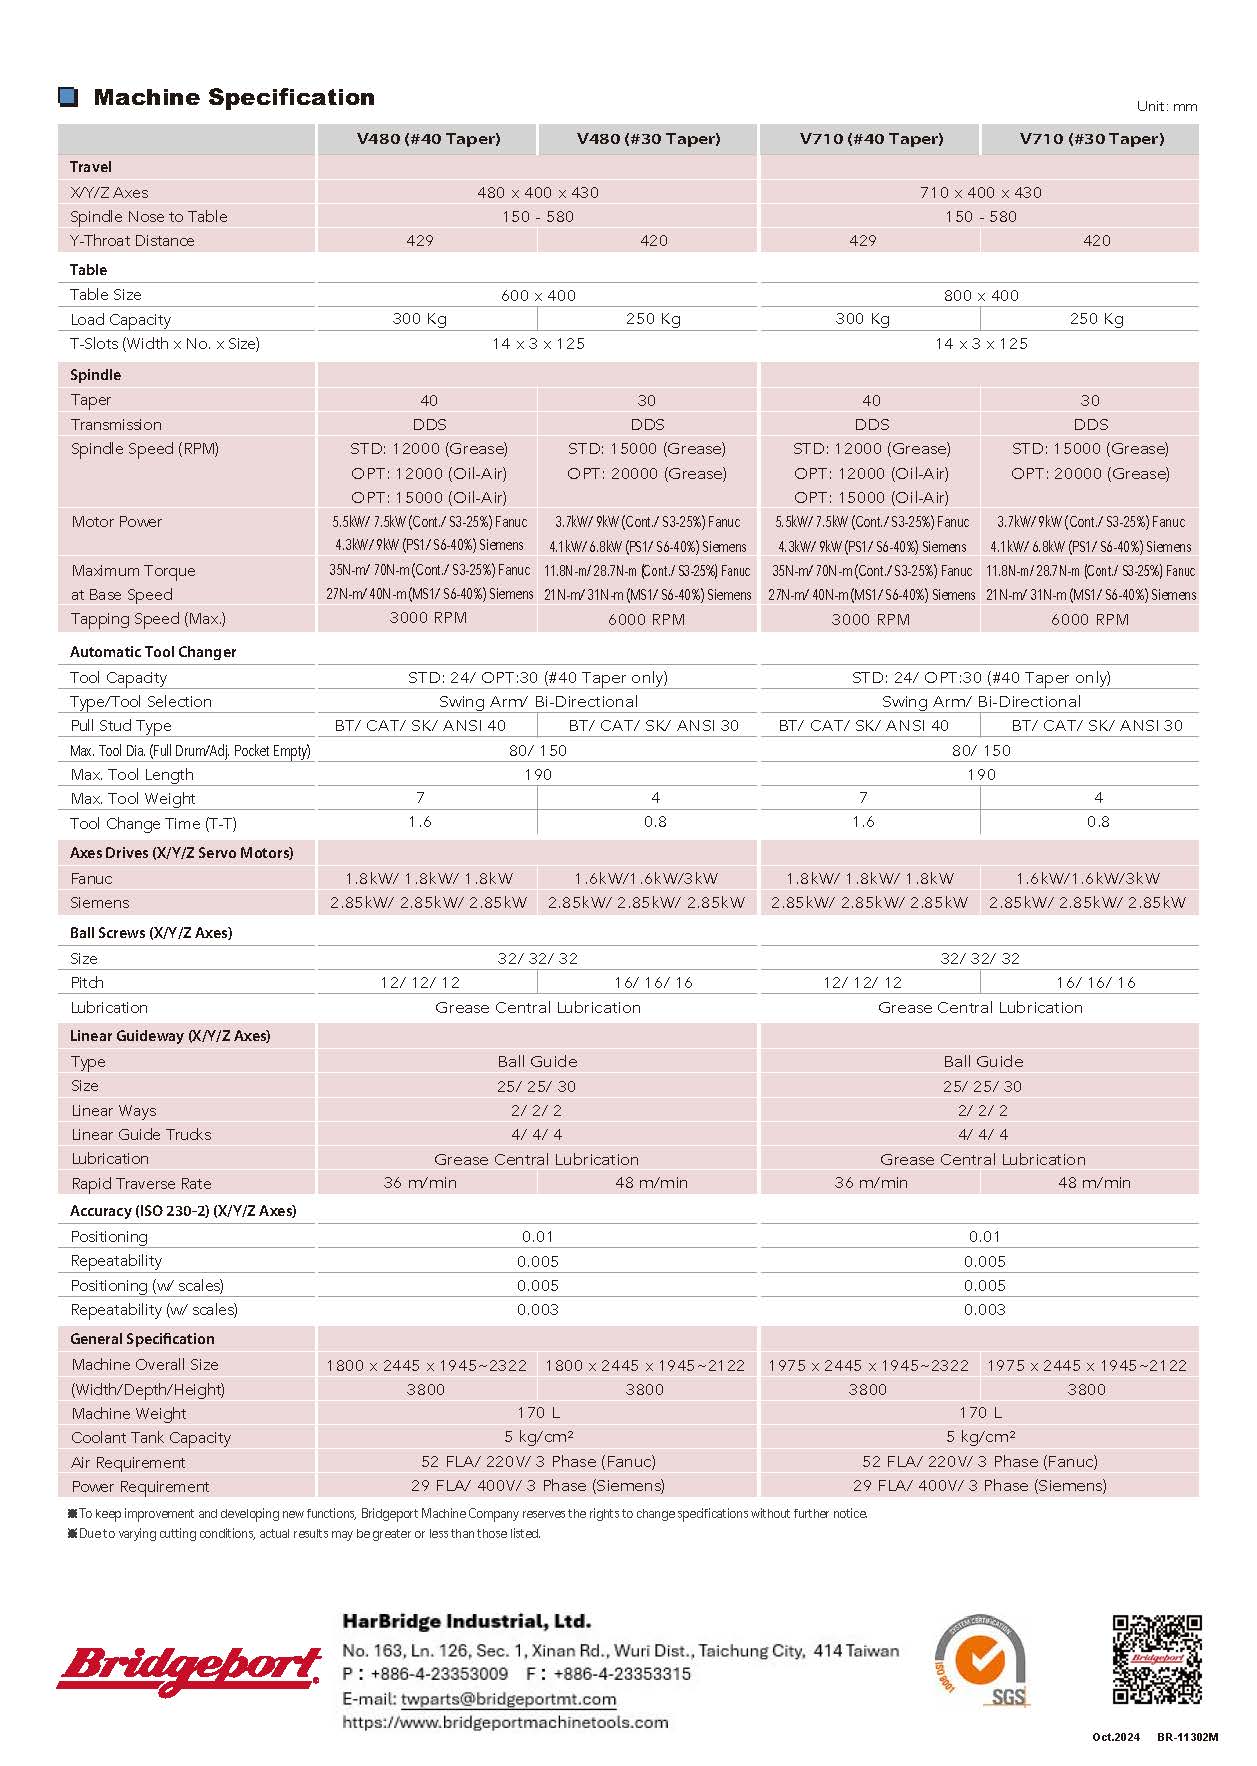 Machine Specification
Unit: mm
V480 (#40 Taper) V480 (#30 Taper) V710 (#40 Taper) V710 (#30 Taper)
Travel
X/Y/Z Axes 480 x 400 x 430 710 x 400 x 430
Spindle Nose to Table 150 - 580 150 - 580
Y-Throat Distance 429 420 429 420
Table
Table Size 600 x 400 800 x 400
Load Capacity 300 Kg 250 Kg 300 Kg 250 Kg
T-Slots (Width x No. x Size) 14 x 3 x 125 14 x 3 x 125
Spindle
Taper 40 30 40 30
Transmission DDS DDS DDS DDS
Spindle Speed (RPM) STD: 12000 (Grease) STD: 15000 (Grease) STD: 12000 (Grease) STD: 15000 (Grease)
OPT: 12000 (Oil-Air) OPT: 20000 (Grease) OPT: 12000 (Oil-Air) OPT: 20000 (Grease)
OPT: 15000 (Oil-Air) OPT: 15000 (Oil-Air)
Motor Power 5.5kW/ 7.5kW (Cont./ S3-25%) Fanuc 3.7kW/ 9kW (Cont./ S3-25%) Fanuc 5.5kW/ 7.5kW (Cont./ S3-25%) Fanuc 3.7kW/ 9kW (Cont./ S3-25%) Fanuc
4.3kW/ 9kW (PS1/ S6-40%) Siemens 4.1kW/ 6.8kW (PS1/ S6-40%) Siemens 4.3kW/ 9kW (PS1/ S6-40%) Siemens 4.1kW/ 6.8kW (PS1/ S6-40%) Siemens
Maximum Torque 35N-m/ 70N-m (Cont./ S3-25%) Fanuc 11.8N-m/ 28.7N-m (Cont./ S3-25%) Fanuc 35N-m/ 70N-m (Cont./ S3-25%) Fanuc 11.8N-m/ 28.7N-m (Cont./ S3-25%) Fanuc
at Base Speed 27N-m/ 40N-m (MS1/ S6-40%) Siemens 21N-m/ 31N-m (MS1/ S6-40%) Siemens 27N-m/ 40N-m (MS1/ S6-40%) Siemens 21N-m/ 31N-m (MS1/ S6-40%) Siemens
Tapping Speed (Max.) 3000 RPM 6000 RPM 3000 RPM 6000 RPM
Automatic Tool Changer
Tool Capacity STD: 24/ OPT:30 (#40 Taper only) STD: 24/ OPT:30 (#40 Taper only)
Type/Tool Selection Swing Arm/ Bi-Directional Swing Arm/ Bi-Directional
Pull Stud Type BT/ CAT/ SK/ ANSI 40 BT/ CAT/ SK/ ANSI 30 BT/ CAT/ SK/ ANSI 40 BT/ CAT/ SK/ ANSI 30
Max. Tool Dia. (Full Drum/Adj. Pocket Empty) 80/ 150 80/ 150
Max. Tool Length 190 190
Max. Tool Weight 7 4 7 4
Tool Change Time (T-T) 1.6 0.8 1.6 0.8
Axes Drives (X/Y/Z Servo Motors)
Fanuc 1.8kW/ 1.8kW/ 1.8kW 1.6kW/1.6kW/3kW 1.8kW/ 1.8kW/ 1.8kW 1.6kW/1.6kW/3kW
Siemens 2.85kW/ 2.85kW/ 2.85kW 2.85kW/ 2.85kW/ 2.85kW 2.85kW/ 2.85kW/ 2.85kW 2.85kW/ 2.85kW/ 2.85kW
Ball Screws (X/Y/Z Axes)
Size 32/ 32/ 32 32/ 32/ 32
Pitch 12/ 12/ 12 16/ 16/ 16 12/ 12/ 12 16/ 16/ 16
Lubrication Grease Central Lubrication Grease Central Lubrication
Linear Guideway (X/Y/Z Axes)
Type Ball Guide Ball Guide
Size 25/ 25/ 30 25/ 25/ 30
Linear Ways 2/ 2/ 2 2/ 2/ 2
Linear Guide Trucks 4/ 4/ 4 4/ 4/ 4
Lubrication Grease Central Lubrication Grease Central Lubrication
Rapid Traverse Rate 36 m/min 48 m/min 36 m/min 48 m/min
Accuracy (ISO 230-2) (X/Y/Z Axes)
Positioning 0.01 0.01
Repeatability 0.005 0.005
Positioning (w/ scales) 0.005 0.005
Repeatability (w/ scales) 0.003 0.003
General Specification
Machine Overall Size 1800 x 2445 x 1945~2322 1800 x 2445 x 1945~2122 1975 x 2445 x 1945~2322 1975 x 2445 x 1945~2122
(Width/Depth/Height) 3800 3800 3800 3800
Machine Weight 170 L 170 L
Coolant Tank Capacity 5 kg/cm² 5 kg/cm²
Air Requirement 52 FLA/ 220V/ 3 Phase (Fanuc) 52 FLA/ 220V/ 3 Phase (Fanuc)
Power Requirement 29 FLA/ 400V/ 3 Phase (Siemens) 29 FLA/ 400V/ 3 Phase (Siemens)
※To keep improvement and developing new functions, Bridgeport Machine Company reserves the rights to change specifications without further notice.
※Due to varying cutting conditions, actual results may be greater or less than those listed.
Bridgeport®
HarBridge Industrial, Ltd.
No. 163, Ln. 126, Sec. 1, Xinan Rd., Wuri Dist., Taichung City, 414 Taiwan
P : +886-4-23353009 F : +886-4-23353315
E-mail: twparts@bridgeportmt.com
https://www.bridgeportmachinetools.com
SYSTEM CERTIFICATION
ISO 9001
SGS
Bridgeport
Oct.2024 BR-11302M